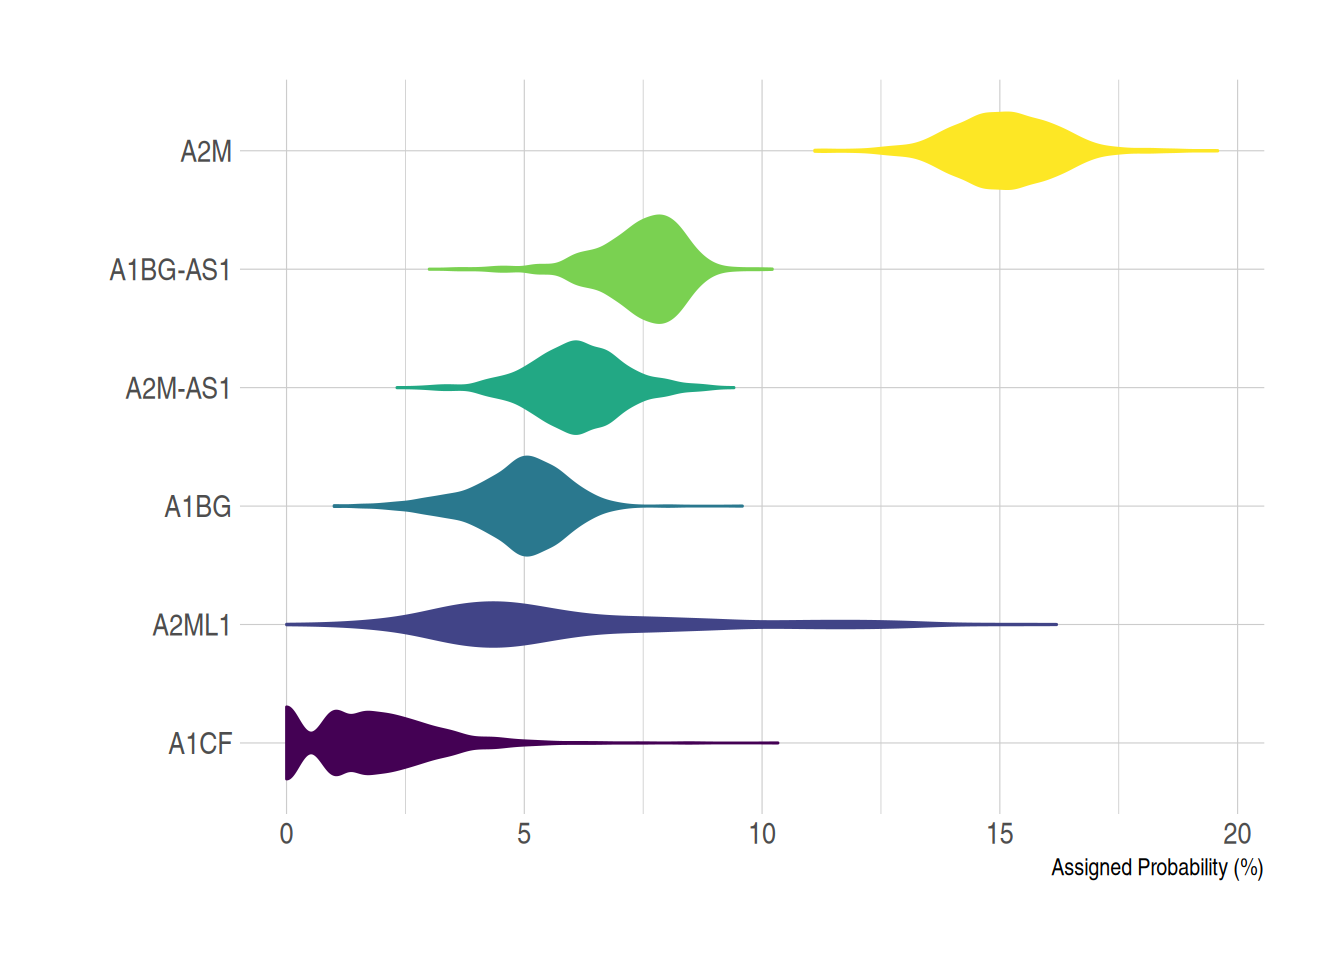 A2M
A1BG-AS1
A2M-AS1
A1BG
A2ML1
A1CF
0 5 10 15 20
Assigned Probability (%)